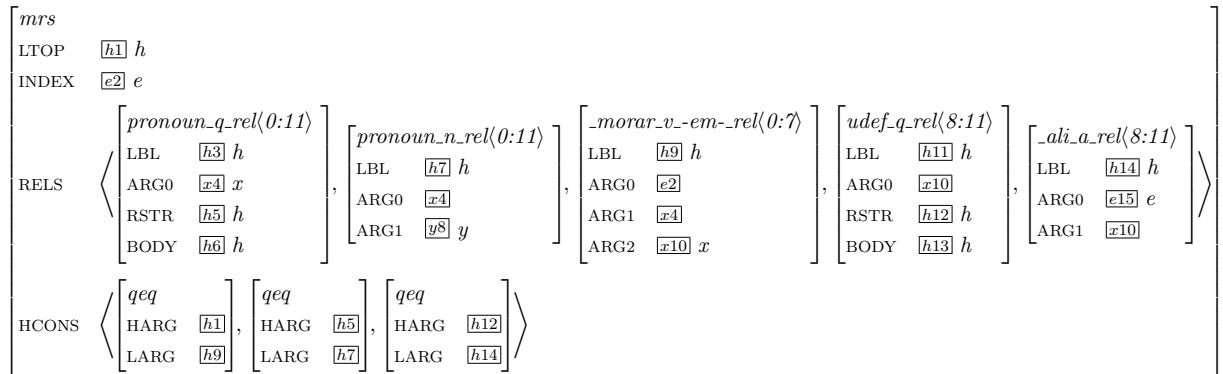 mrs
LTOP h1 h
INDEX e2 e
RELS ⟨ [pronoun_q_rel⟨0:11⟩ LBL h3 h ARG0 x4 x RSTR h5 h BODY h6 h], [pronoun_n_rel⟨0:11⟩ LBL h7 h ARG0 x4 ARG1 y8 y], [_morar_v_-em-_rel⟨0:7⟩ LBL h9 h ARG0 e2 ARG1 x4 ARG2 x10 x], [udef_q_rel⟨8:11⟩ LBL h11 h ARG0 x10 RSTR h12 h BODY h13 h], [_ali_a_rel⟨8:11⟩ LBL h14 h ARG0 e15 e ARG1 x10] ⟩
HCONS ⟨ [qeq HARG h1 LARG h9], [qeq HARG h5 LARG h7], [qeq HARG h12 LARG h14] ⟩